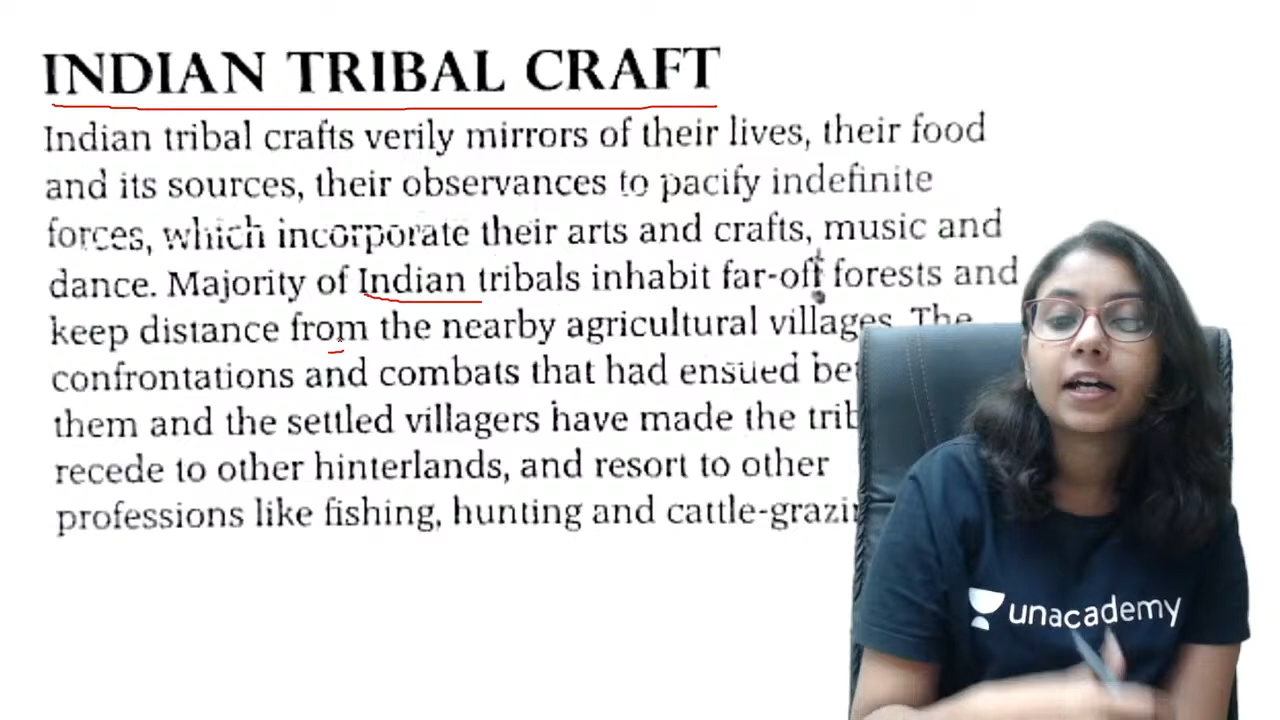 INDIAN TRIBAL CRAFT
Indian tribal crafts verily mirrors of their lives, their food
and its sources, their observances to pacify indefinite
forces, which incorporate their arts and crafts, music and
dance. Majority of Indian tribals inhabit far-off forests and
keep distance from the nearby agricultural villages. The
confrontations and combats that had ensued
them and the settled villagers have made the
recede to other hinterlands, and resort to other
professions like fishing, hunting and
unacademy